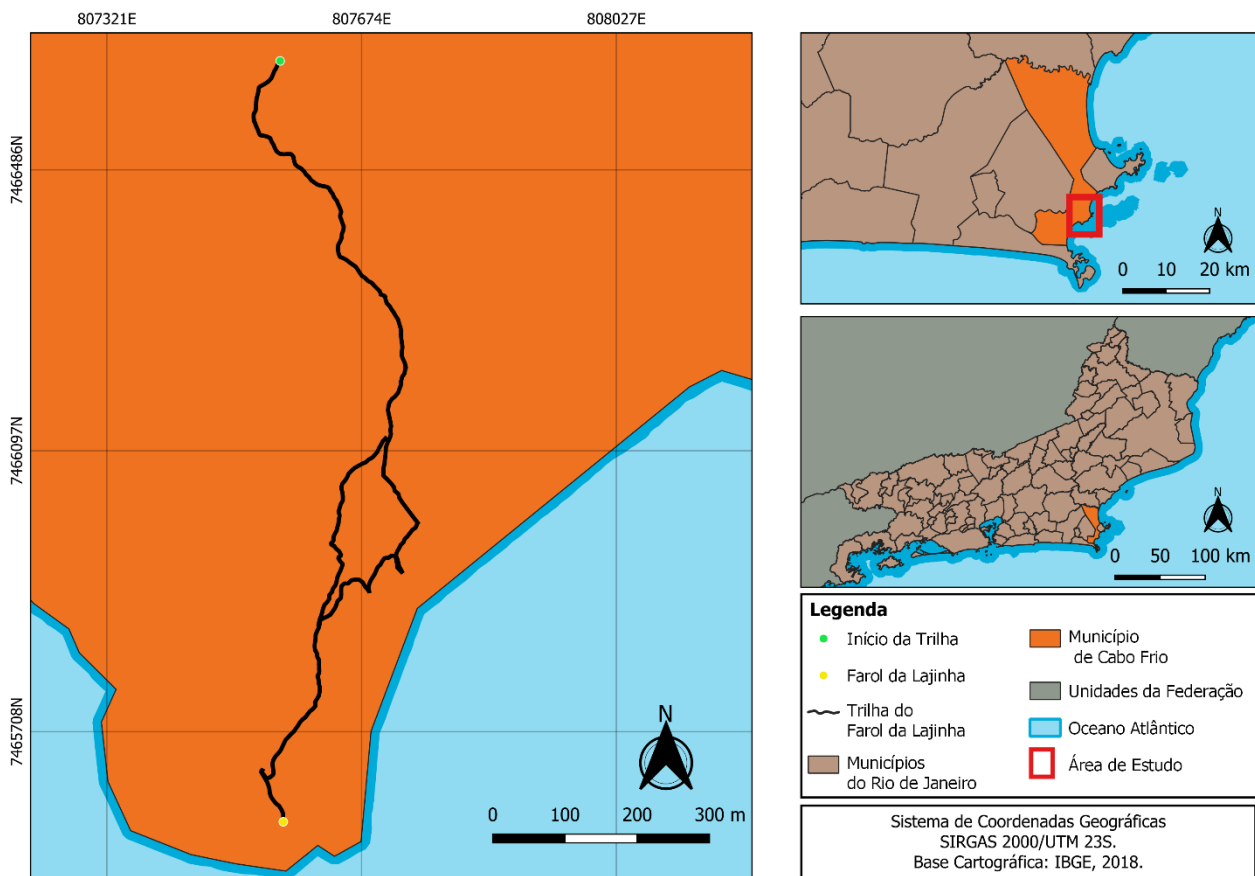 807321E 807674E 808027E
7466486N
7466097N
7465708N
N
0 100 200 300 m
N
0 10 20 km
N
0 50 100 km
Legenda
Início da Trilha
Farol da Lajinha
Trilha do
Farol da Lajinha
Municípios
do Rio de Janeiro
Município
de Cabo Frio
Unidades da Federação
Oceano Atlântico
Área de Estudo
Sistema de Coordenadas Geográficas
SIRGAS 2000/UTM 23S.
Base Cartográfica: IBGE, 2018.